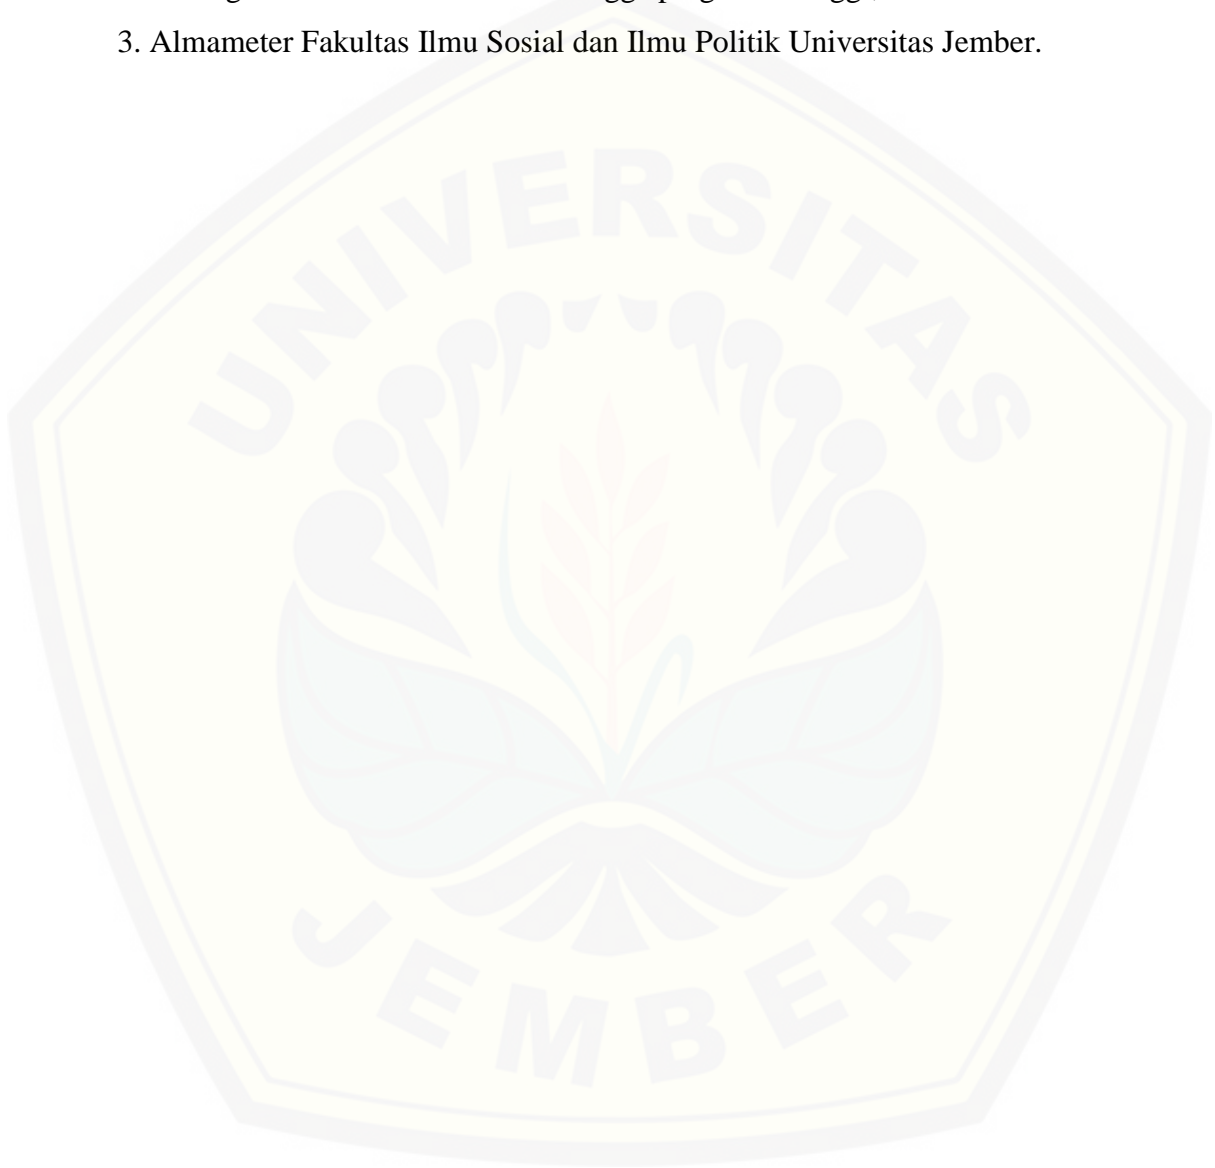 3. Almameter Fakultas Ilmu Sosial dan Ilmu Politik Universitas Jember.
UNIVERSITAS
JEMBER